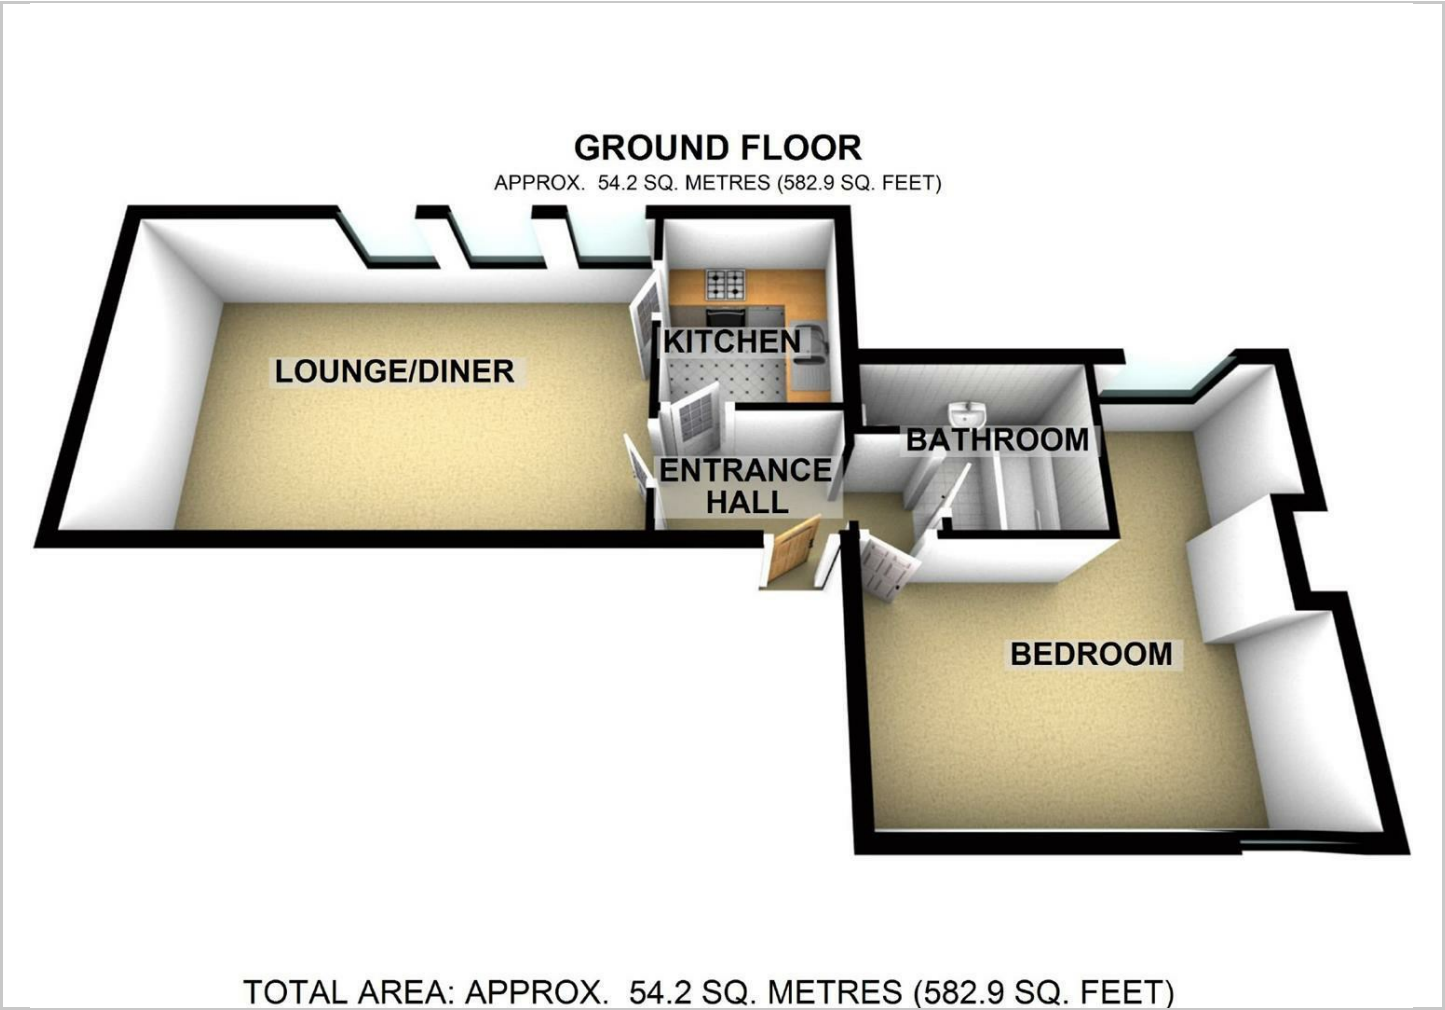 GROUND FLOOR
APPROX. 54.2 SQ. METRES (582.9 SQ. FEET)
LOUNGE/DINER
KITCHEN
ENTRANCE
HALL
BATHROOM
BEDROOM
TOTAL AREA: APPROX. 54.2 SQ. METRES (582.9 SQ. FEET)